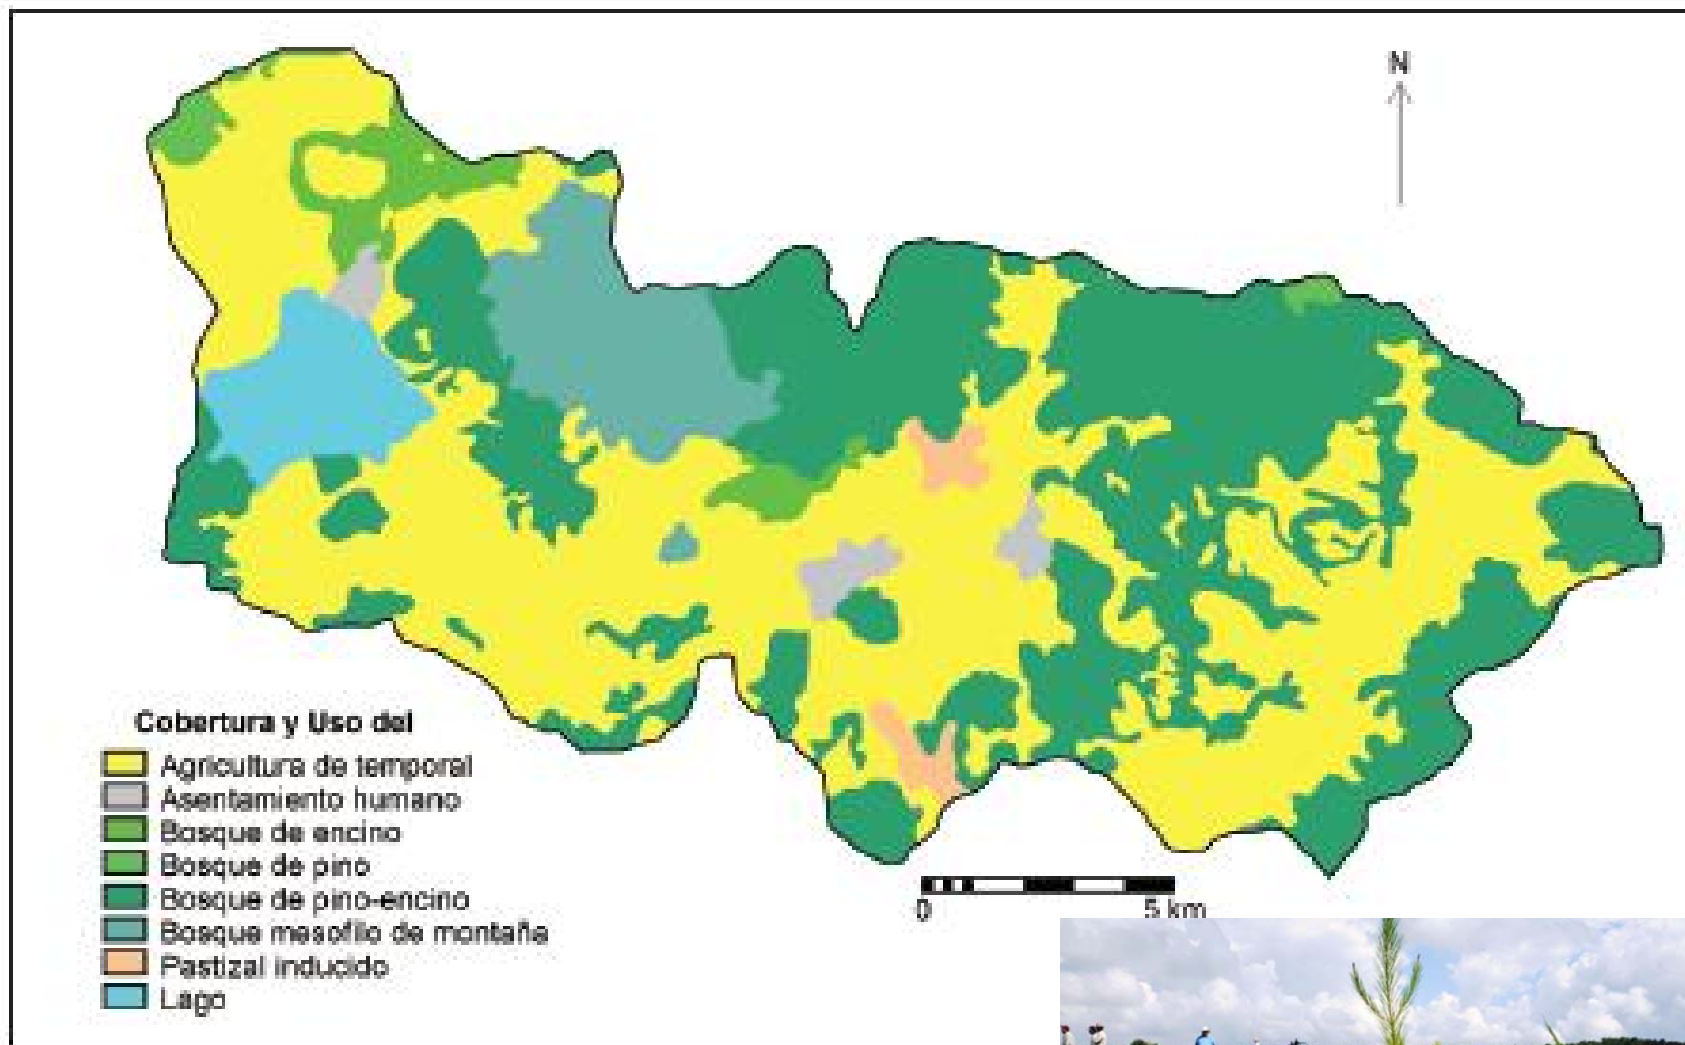 N
Cobertura y Uso del
Agricultura de temporal
Asentamiento humano
Bosque de encino
Bosque de pino
Bosque de pino-encino
Bosque mesofilo de montaña
Pastizal inducido
Lago
0 5 km